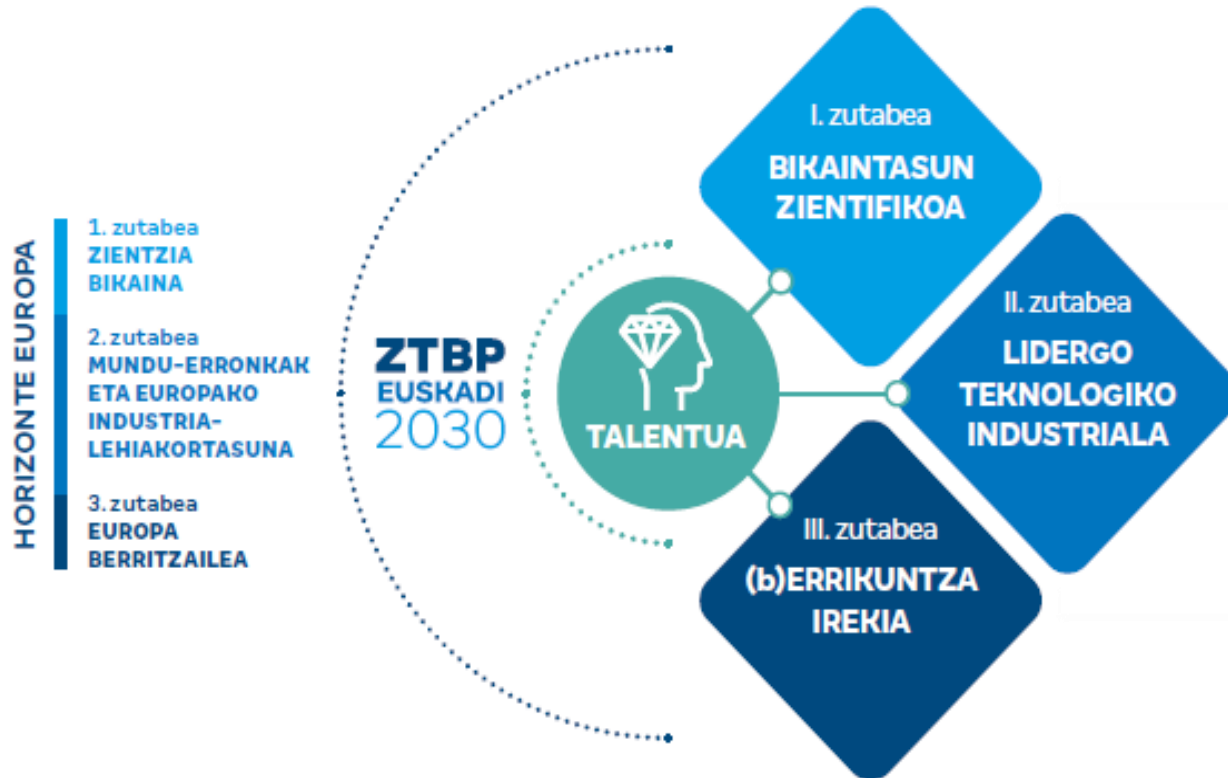 HORIZONTE EUROPA
1. zutabea
ZIENTZIA
BIKAINA
2. zutabea
MUNDU-ERRONKAK
ETA EUROPAKO
INDUSTRIA-
LEHIAKORTASUNA
3. zutabea
EUROPA
BERRITZAILEA
ZTBP
EUSKADI
2030
TALENTUA
I. zutabea
BIKAINTASUN
ZIENTIFIKOA
II. zutabea
LIDERGO
TEKNOLOGIKO
INDUSTRIALA
III. zutabea
(b)ERRIKUNTZA
IREKIA